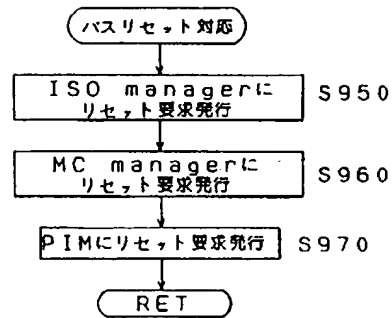 バスリセット対応
ISO managerに
リセット要求発行
S950
MC managerに
リセット要求発行
S960
PIMにリセット要求発行
S970
RET